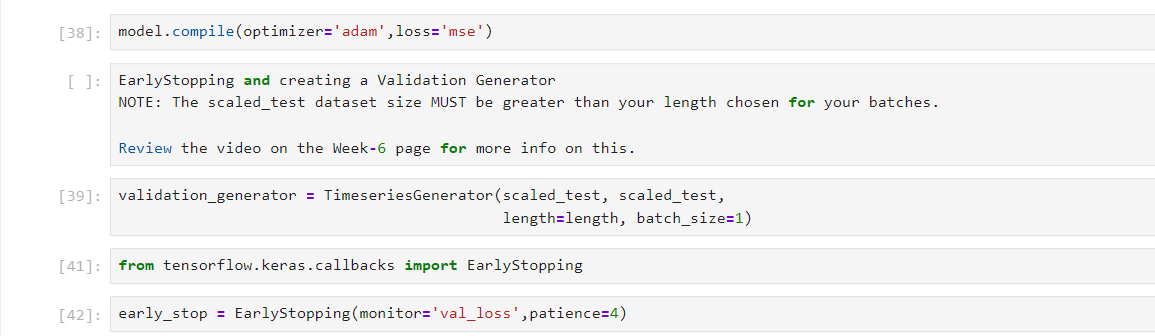 [38]: model.compile(optimizer='adam',loss='mse')
[ ]: EarlyStopping and creating a Validation Generator
NOTE: The scaled_test dataset size MUST be greater than your length chosen for your batches.
Review the video on the Week-6 page for more info on this.
[39]: validation_generator = TimeseriesGenerator(scaled_test, scaled_test,
length=length, batch_size=1)
[41]: from tensorflow.keras.callbacks import EarlyStopping
[42]: early_stop = EarlyStopping(monitor='val_loss',patience=4)